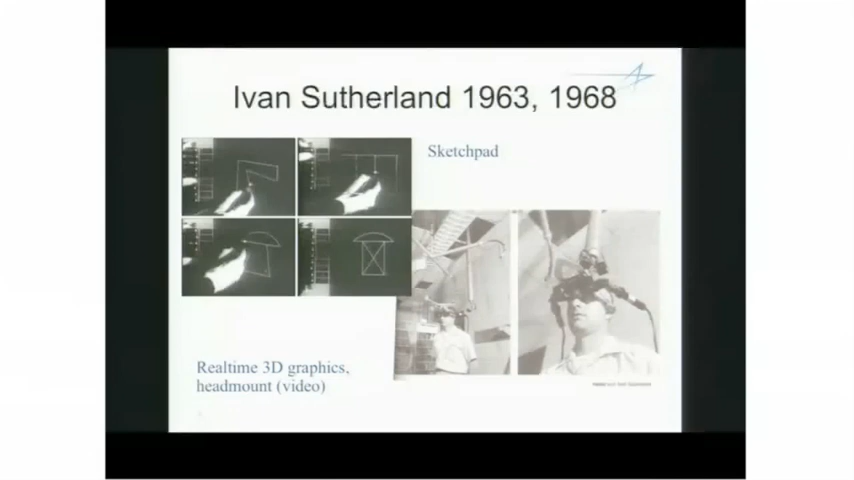 Ivan Sutherland 1963, 1968
Sketchpad
Realtime 3D graphics,
headmount (video)